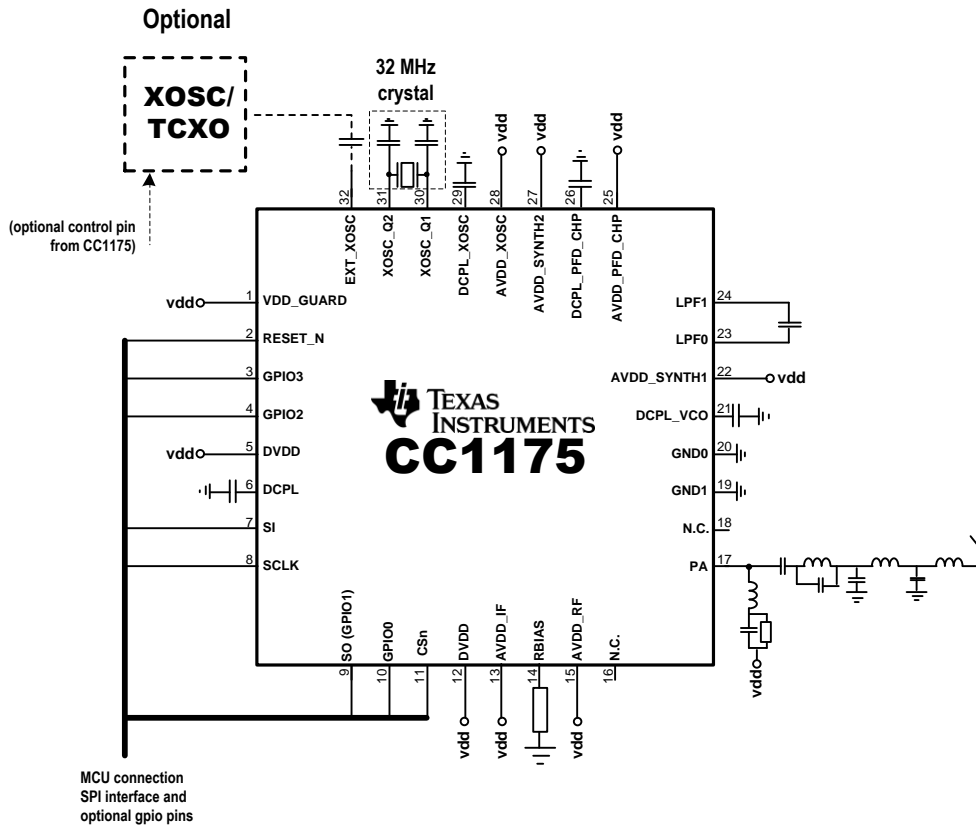 Optional
XOSC/
TCXO
32 MHz
crystal
(optional control pin
from CC1175)
vdd
vdd
vdd
32
31
30
29
28
27
26
25
EXT_XOSC
XOSC_Q2
XOSC_Q1
DCPL_XOSC
AVDD_XOSC
AVDD_SYNTH2
DCPL_PFD_CHP
AVDD_PFD_CHP
vdd 1 VDD_GUARD
2 RESET_N
3 GPIO3
4 GPIO2
vdd 5 DVDD
6 DCPL
7 SI
8 SCLK
LPF1 24
LPF0 23
AVDD_SYNTH1 22 vdd
DCPL_VCO 21
GND0 20
GND1 19
N.C. 18
PA 17
vdd
TEXAS
INSTRUMENTS
CC1175
SO (GPIO1)
GPIO0
CSn
DVDD
AVDD_IF
RBIAS
AVDD_RF
N.C.
9
10
11
12
13
14
15
16
vdd
vdd
vdd
MCU connection
SPI interface and
optional gpio pins